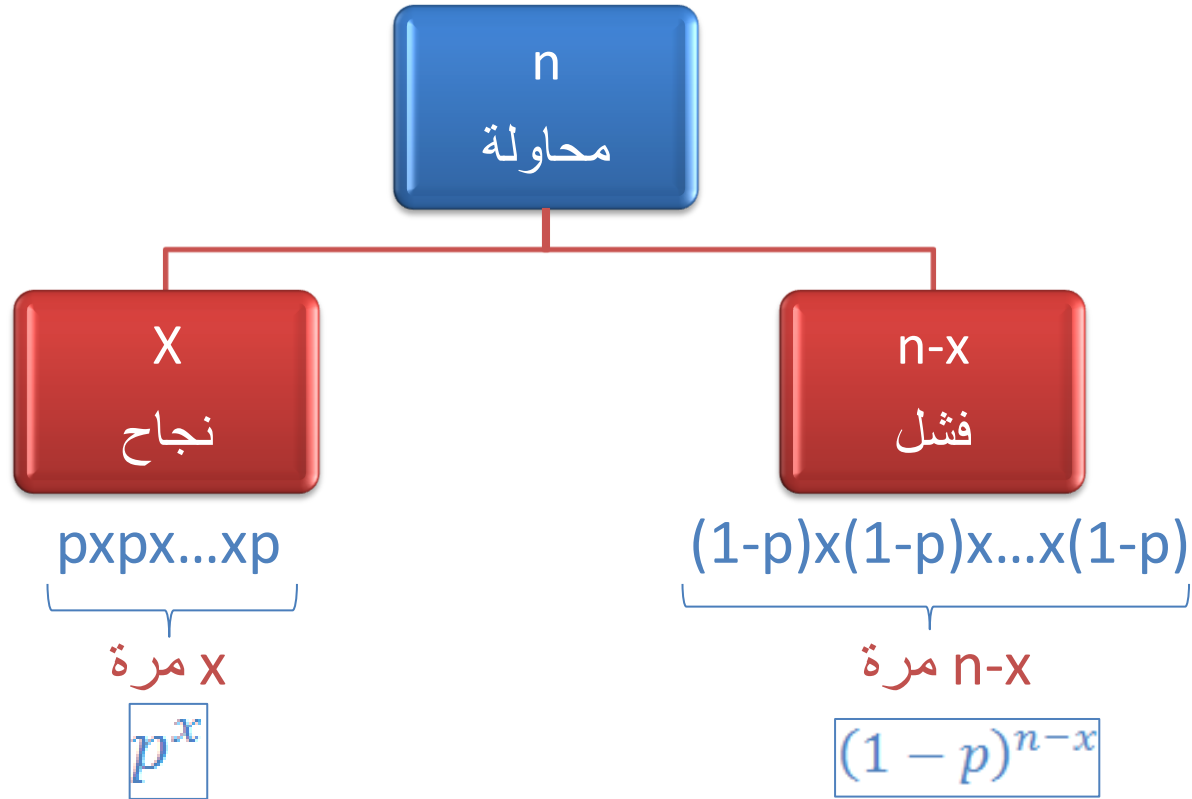 n
محاولة
X
نجاح
n-x
فشل
pxpx...xp
(1-p)x(1-p)x...x(1-p)
x مرة
n-x مرة
p^x
(1 − p)^{n−x}